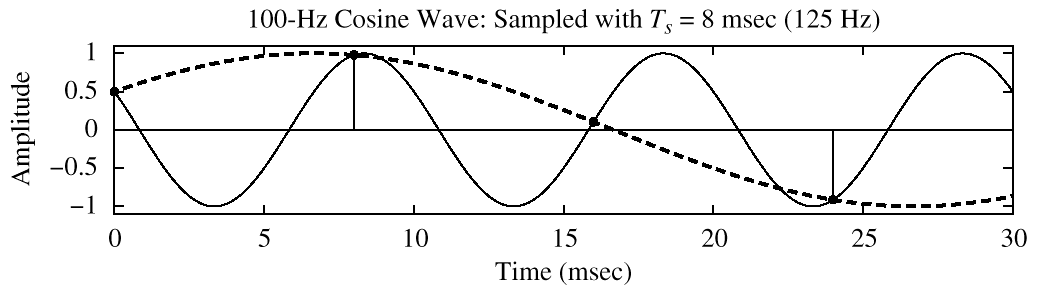 100-Hz Cosine Wave: Sampled with Tₛ = 8 msec (125 Hz)
Amplitude
1
0.5
0
−0.5
−1
0 5 10 15 20 25 30
Time (msec)